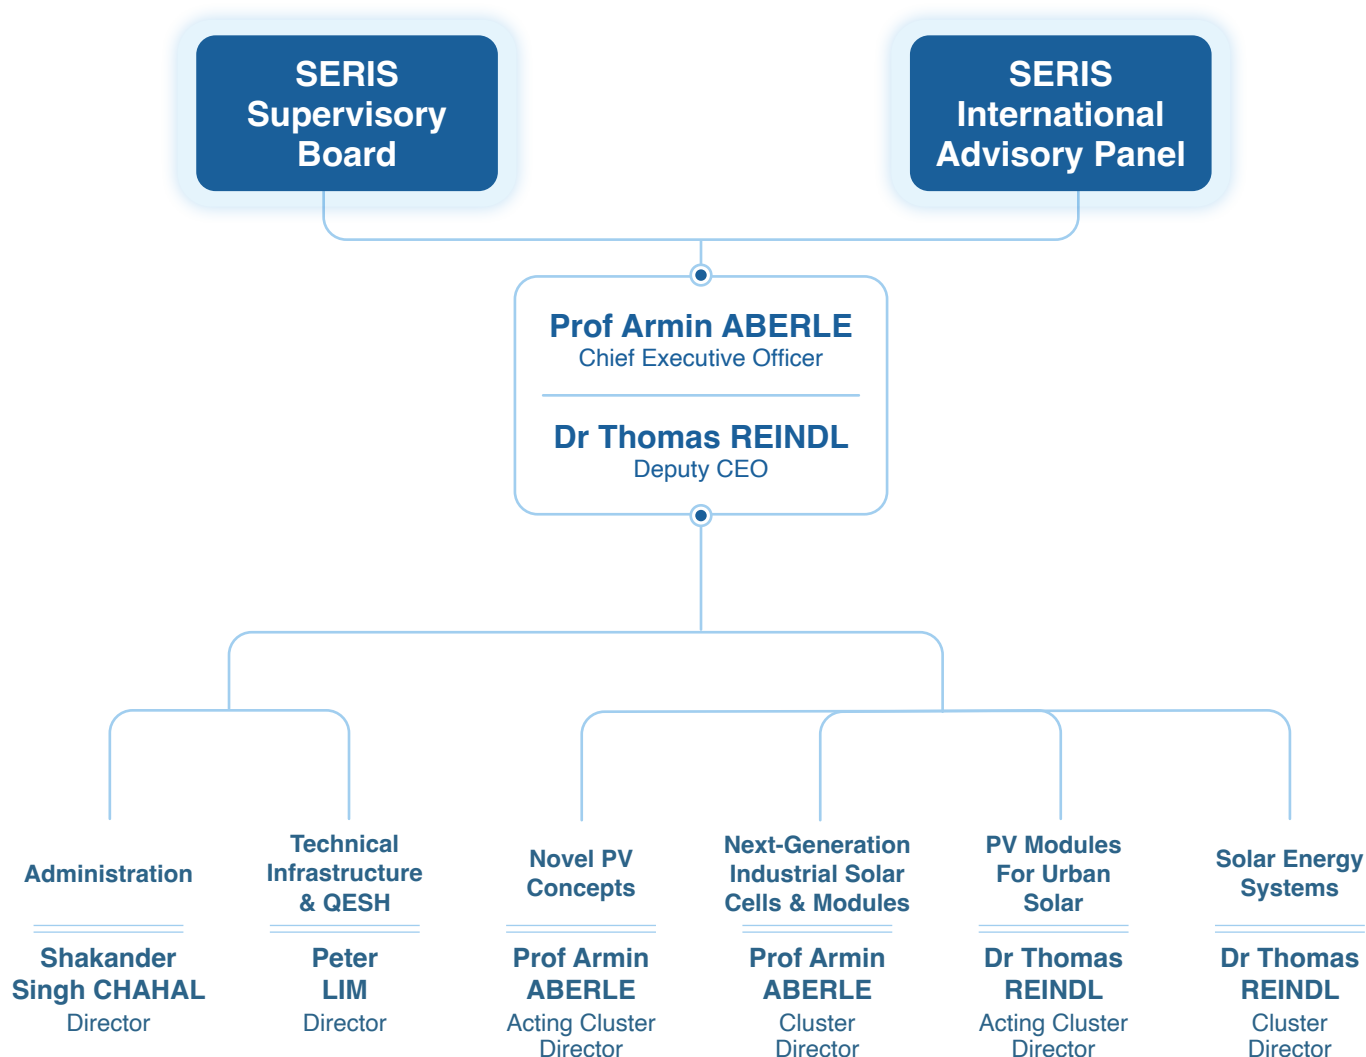 SERIS
Supervisory
Board
SERIS
International
Advisory Panel
Prof Armin ABERLE
Chief Executive Officer
Dr Thomas REINDL
Deputy CEO
Administration
Shakander
Singh CHAHAL
Director
Technical
Infrastructure
& QESH
Peter
LIM
Director
Novel PV
Concepts
Prof Armin
ABERLE
Acting Cluster
Director
Next-Generation
Industrial Solar
Cells & Modules
Prof Armin
ABERLE
Cluster
Director
PV Modules
For Urban
Solar
Dr Thomas
REINDL
Acting Cluster
Director
Solar Energy
Systems
Dr Thomas
REINDL
Cluster
Director